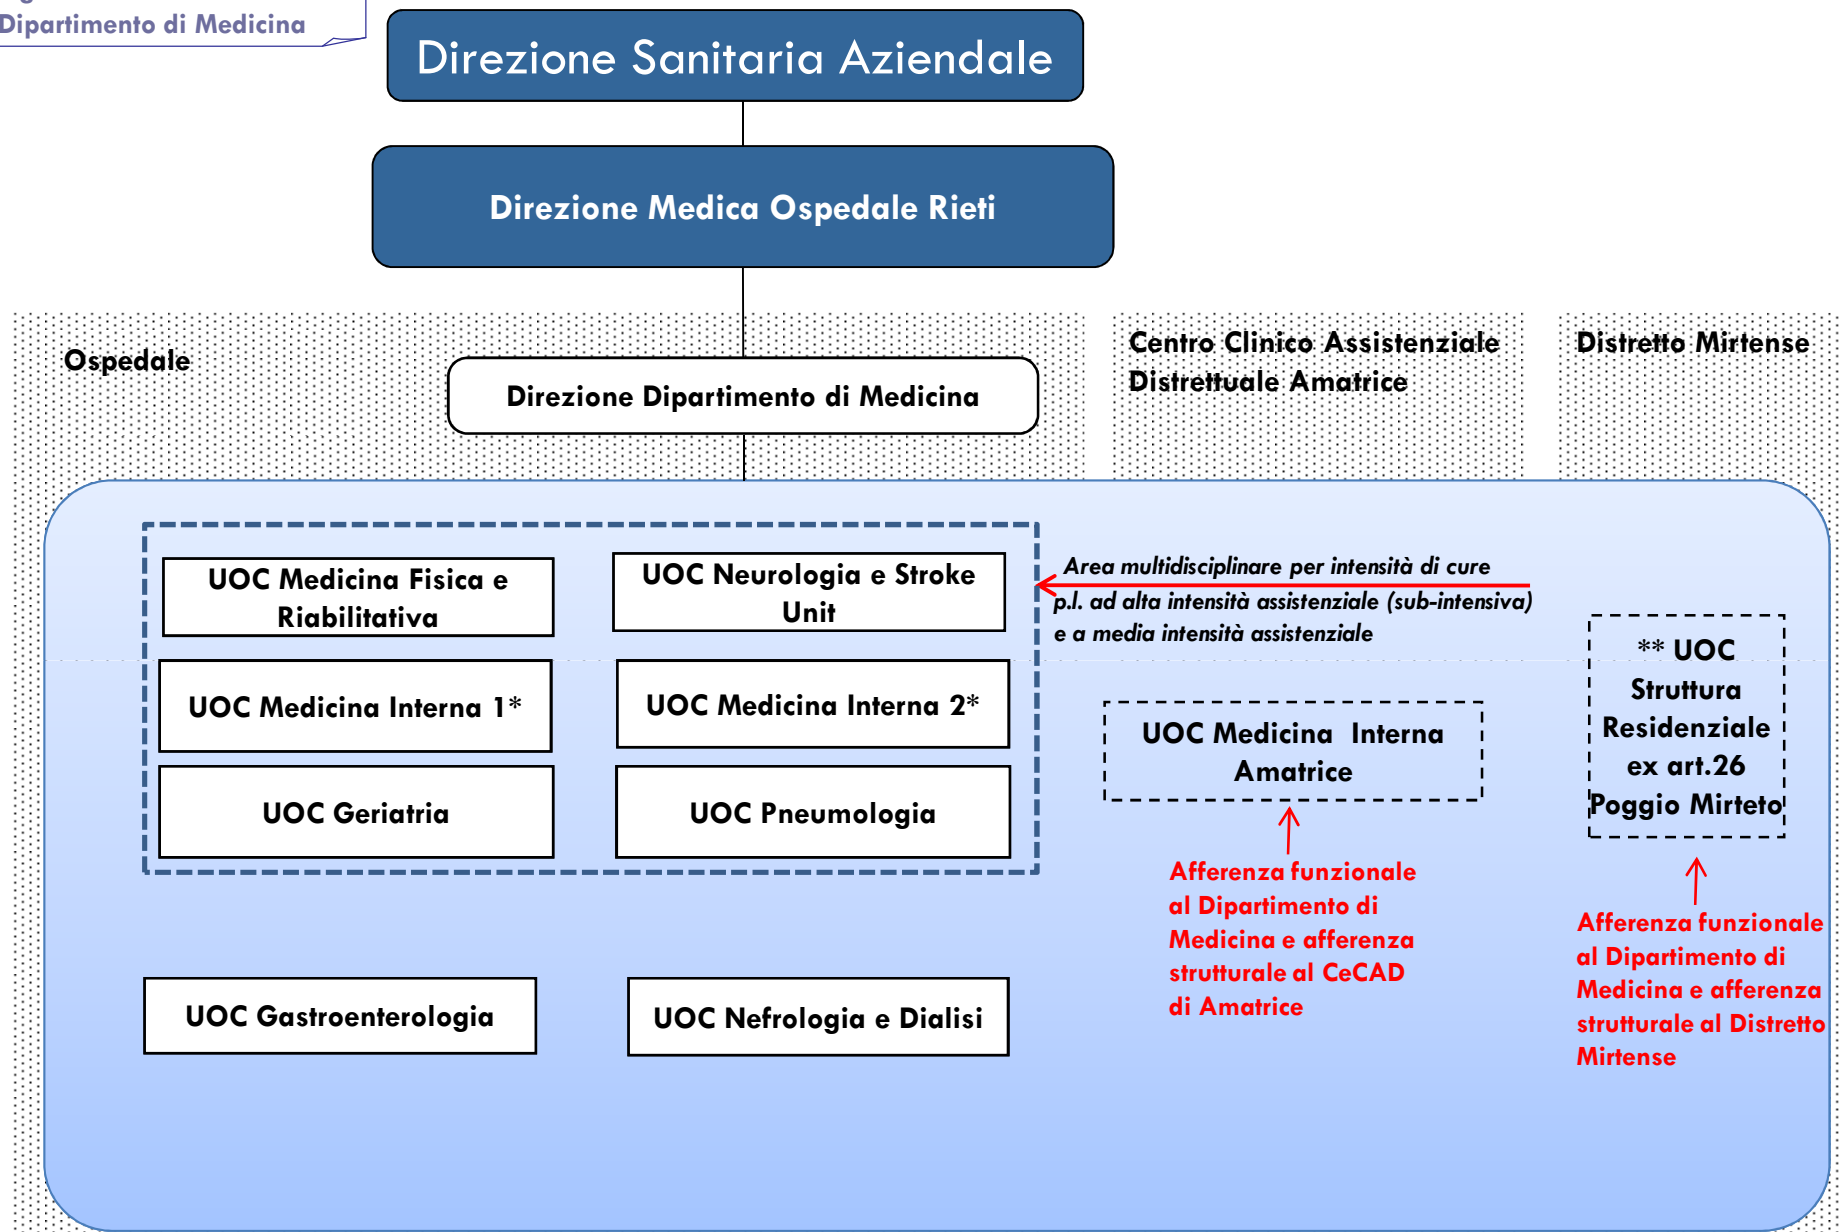 Dipartimento di Medicina
Direzione Sanitaria Aziendale
Direzione Medica Ospedale Rieti
Ospedale
Direzione Dipartimento di Medicina
Centro Clinico Assistenziale
Distrettuale Amatrice
Distretto Mirtense
UOC Medicina Fisica e
Riabilitativa
UOC Neurologia e Stroke
Unit
Area multidisciplinare per intensità di cure
p.l. ad alta intensità assistenziale (sub-intensiva)
e a media intensità assistenziale
UOC Medicina Interna 1*
UOC Medicina Interna 2*
UOC Geriatria
UOC Pneumologia
UOC Medicina Interna
Amatrice
** UOC
Struttura
Residenziale
ex art.26
Poggio Mirteto
Afferenza funzionale
al Dipartimento di
Medicina e afferenza
strutturale al CeCAD
di Amatrice
Afferenza funzionale
al Dipartimento di
Medicina e afferenza
strutturale al Distretto
Mirtense
UOC Gastroenterologia
UOC Nefrologia e Dialisi